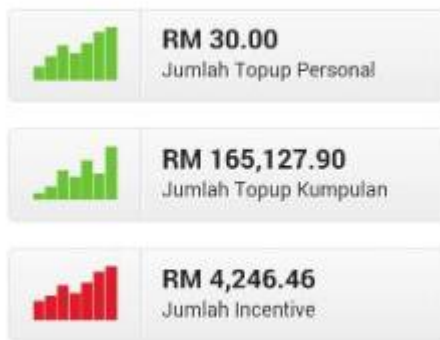 RM 30.00
Jumlah Topup Personal
RM 165,127.90
Jumlah Topup Kumpulan
RM 4,246.46
Jumlah Incentive